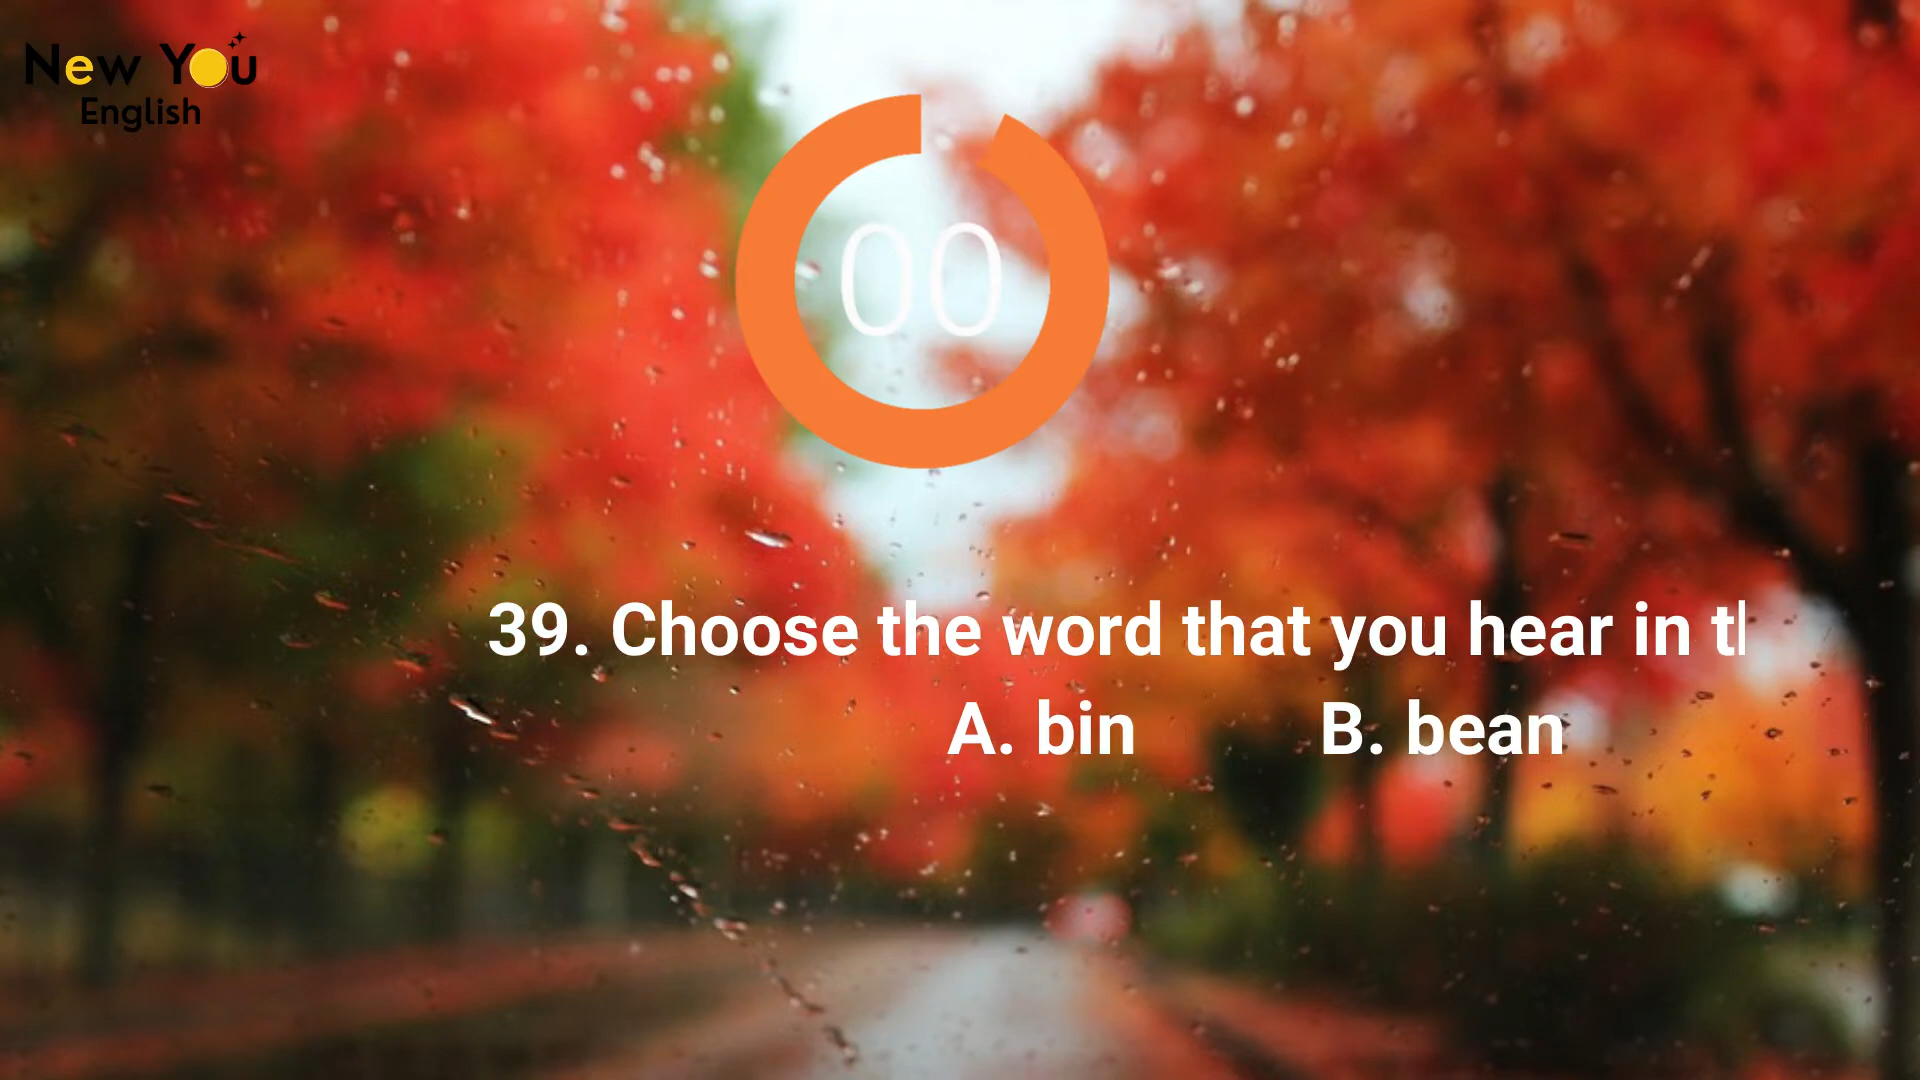 New You
English
00
39. Choose the word that you hear in
A. bin B. bean